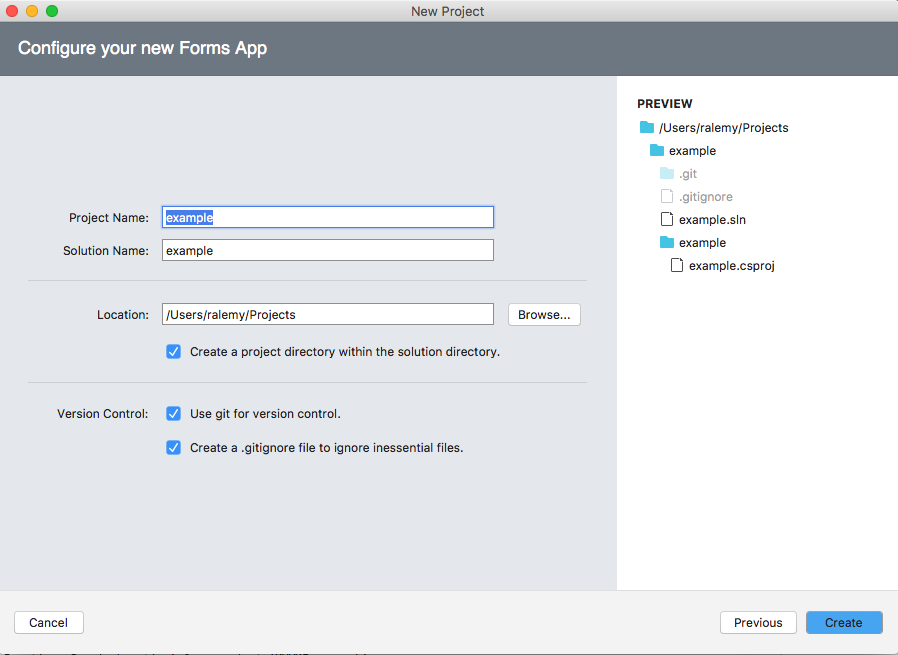 New Project
Configure your new Forms App
Project Name: example
Solution Name: example
Location: /Users/ralemy/Projects Browse...
Create a project directory within the solution directory.
Version Control: Use git for version control.
Create a .gitignore file to ignore inessential files.
PREVIEW
/Users/ralemy/Projects
example
.git
.gitignore
example.sln
example
example.csproj
Cancel Previous Create